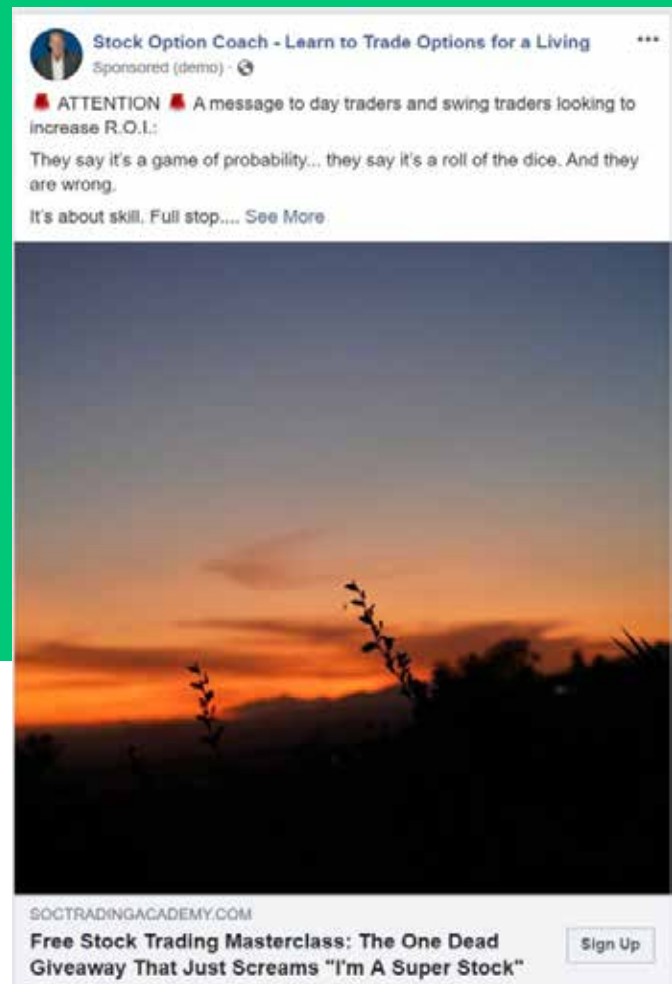 Stock Option Coach - Learn to Trade Options for a Living
Sponsored (demo) ·
🚨 ATTENTION 🚨 A message to day traders and swing traders looking to
increase R.O.I.:
They say it's a game of probability... they say it's a roll of the dice. And they
are wrong.
It's about skill. Full stop.... See More
SOCTRADINGACADEMY.COM
Free Stock Trading Masterclass: The One Dead
Giveaway That Just Screams "I'm A Super Stock"
Sign Up